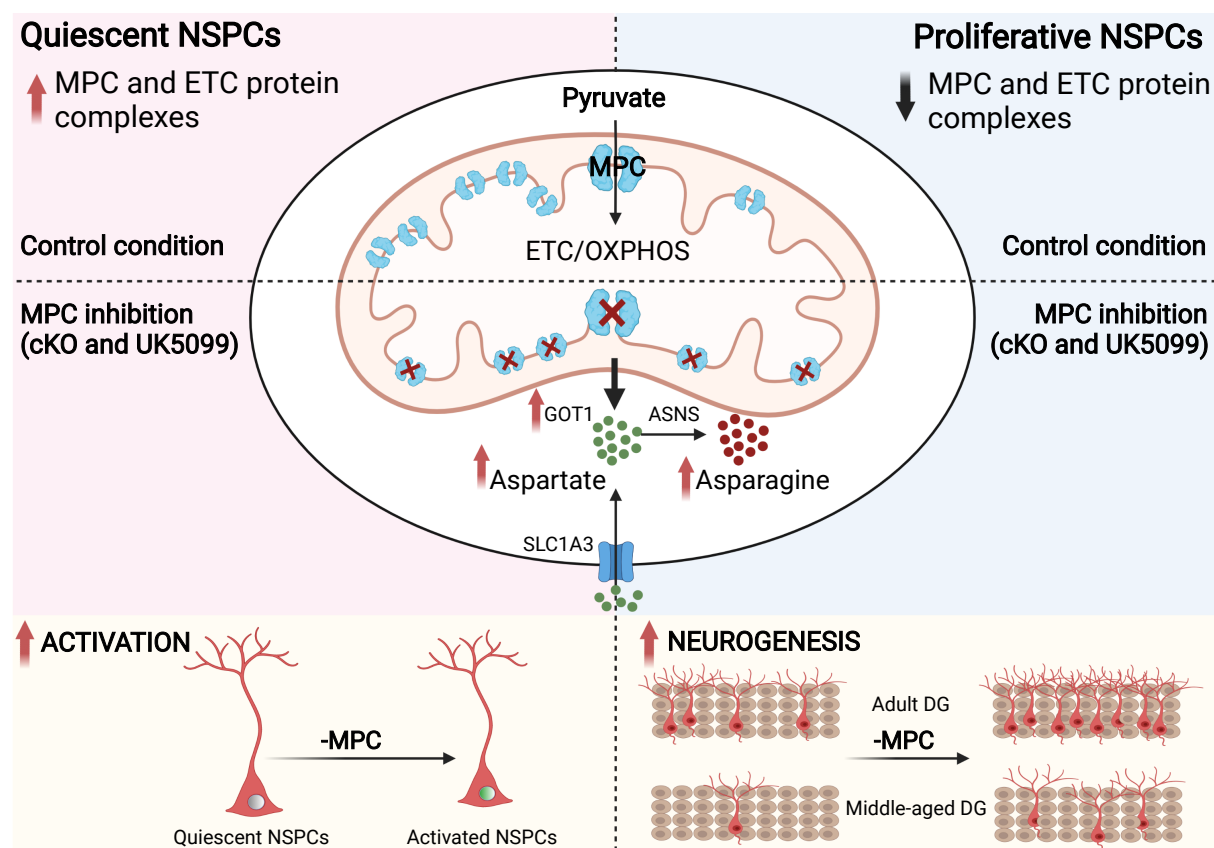 Quiescent NSPCs
MPC and ETC protein
complexes
Proliferative NSPCs
MPC and ETC protein
complexes
Pyruvate
MPC
ETC/OXPHOS
Control condition
Control condition
MPC inhibition
(cKO and UK5099)
MPC inhibition
(cKO and UK5099)
GOT1
ASNS
Aspartate
Asparagine
SLC1A3
ACTIVATION
-MPC
Quiescent NSPCs
Activated NSPCs
NEUROGENESIS
Adult DG
-MPC
Middle-aged DG